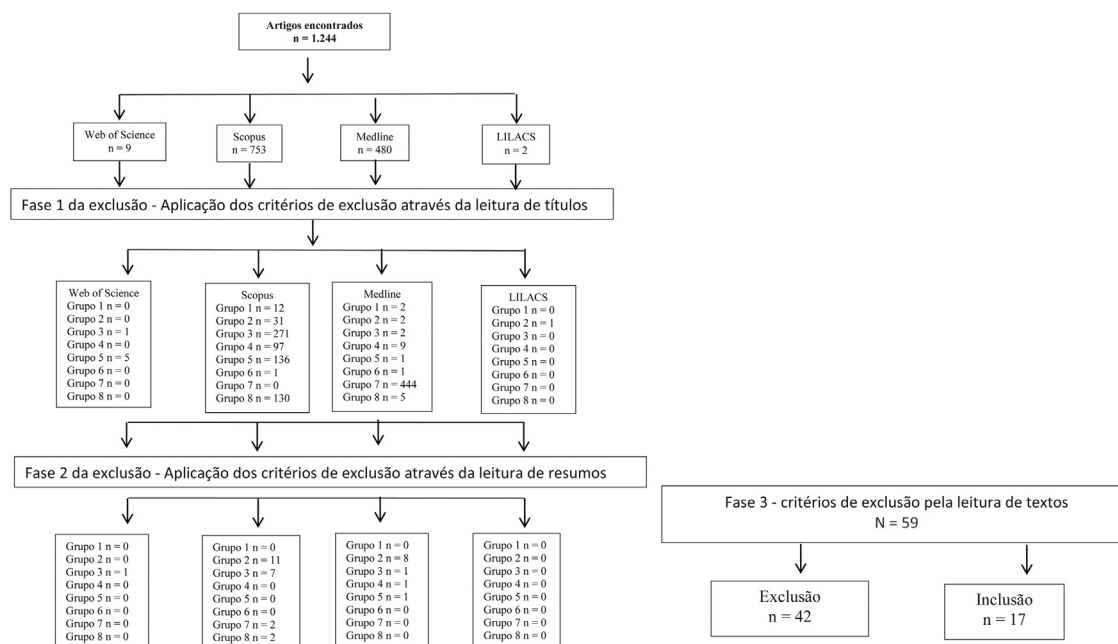 Artigos encontrados
n = 1.244
Web of Science
n = 9
Scopus
n = 753
Medline
n = 480
LILACS
n = 2
Fase 1 da exclusão - Aplicação dos critérios de exclusão através da leitura de títulos
Web of Science
Grupo 1 n = 0
Grupo 2 n = 0
Grupo 3 n = 1
Grupo 4 n = 0
Grupo 5 n = 5
Grupo 6 n = 0
Grupo 7 n = 0
Grupo 8 n = 0
Scopus
Grupo 1 n = 12
Grupo 2 n = 31
Grupo 3 n = 271
Grupo 4 n = 97
Grupo 5 n = 136
Grupo 6 n = 1
Grupo 7 n = 0
Grupo 8 n = 130
Medline
Grupo 1 n = 2
Grupo 2 n = 2
Grupo 3 n = 2
Grupo 4 n = 9
Grupo 5 n = 1
Grupo 6 n = 1
Grupo 7 n = 444
Grupo 8 n = 5
LILACS
Grupo 1 n = 0
Grupo 2 n = 1
Grupo 3 n = 0
Grupo 4 n = 0
Grupo 5 n = 0
Grupo 6 n = 0
Grupo 7 n = 0
Grupo 8 n = 0
Fase 2 da exclusão - Aplicação dos critérios de exclusão através da leitura de resumos
Grupo 1 n = 0
Grupo 2 n = 0
Grupo 3 n = 1
Grupo 4 n = 0
Grupo 5 n = 0
Grupo 6 n = 0
Grupo 7 n = 0
Grupo 8 n = 0
Grupo 1 n = 0
Grupo 2 n = 11
Grupo 3 n = 7
Grupo 4 n = 0
Grupo 5 n = 0
Grupo 6 n = 0
Grupo 7 n = 2
Grupo 8 n = 2
Grupo 1 n = 0
Grupo 2 n = 8
Grupo 3 n = 1
Grupo 4 n = 1
Grupo 5 n = 1
Grupo 6 n = 0
Grupo 7 n = 0
Grupo 8 n = 0
Grupo 1 n = 0
Grupo 2 n = 0
Grupo 3 n = 0
Grupo 4 n = 0
Grupo 5 n = 0
Grupo 6 n = 0
Grupo 7 n = 0
Grupo 8 n = 0
Fase 3 - critérios de exclusão pela leitura de textos
N = 59
Exclusão
n = 42
Inclusão
n = 17